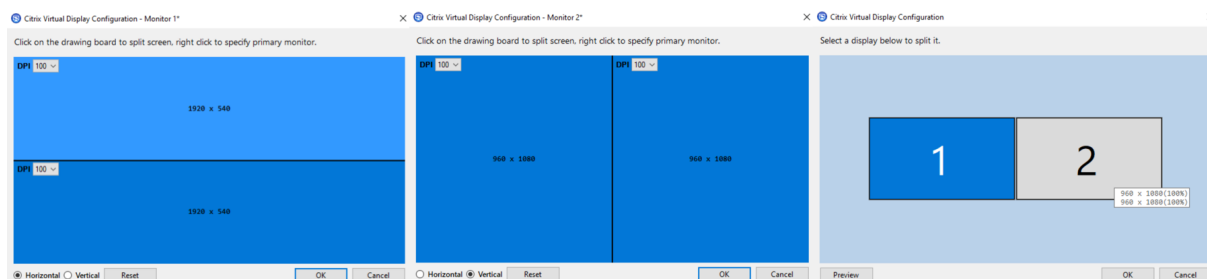 Citrix Virtual Display Configuration - Monitor 1*
Click on the drawing board to split screen, right click to specify primary monitor.
DPI 100
1920 x 540
DPI 100
1920 x 540
Horizontal Vertical Reset OK Cancel
Citrix Virtual Display Configuration - Monitor 2*
Click on the drawing board to split screen, right click to specify primary monitor.
DPI 100 DPI 100
960 x 1080 960 x 1080
Horizontal Vertical Reset OK Cancel
Citrix Virtual Display Configuration
Select a display below to split it.
1 2
960 x 1080(100%)
960 x 1080(100%)
Preview OK Cancel